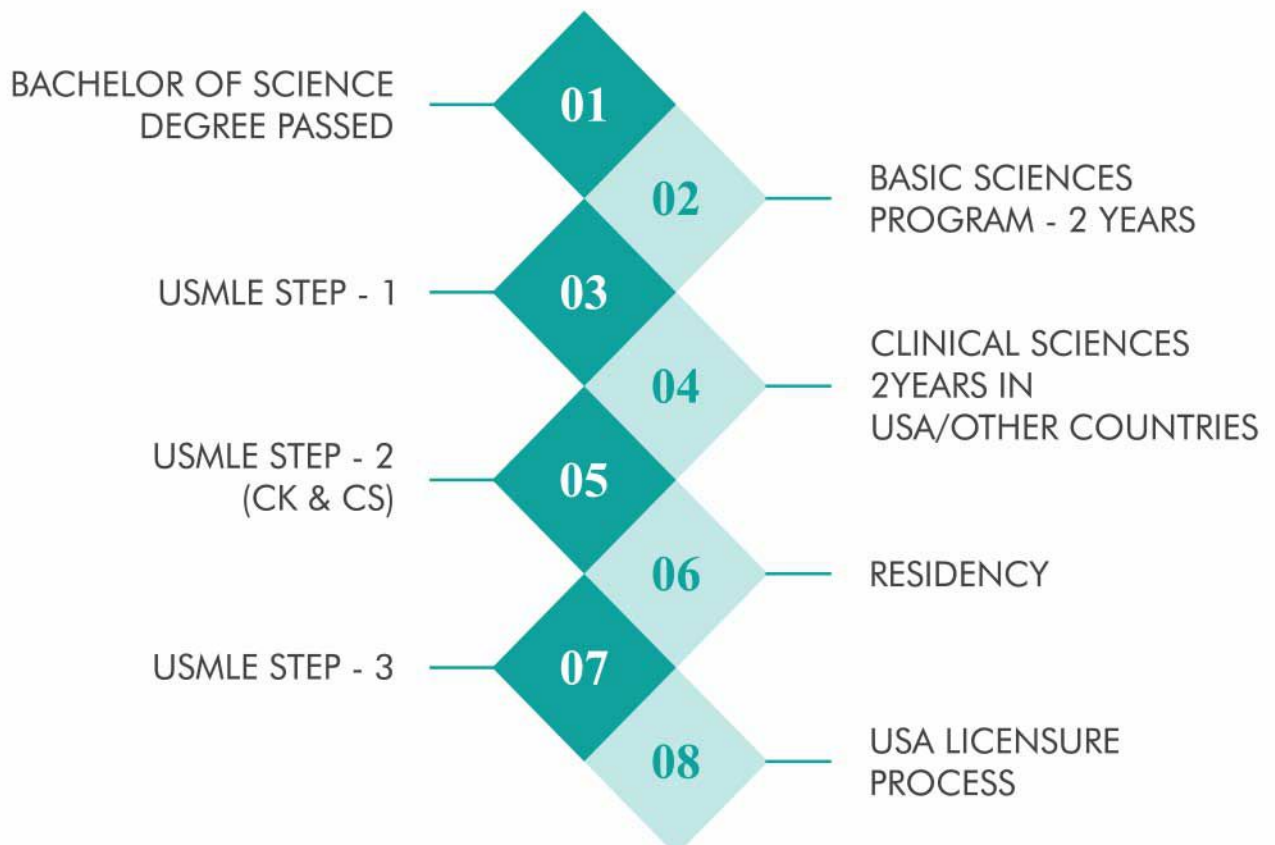 BACHELOR OF SCIENCE
DEGREE PASSED
01
02
BASIC SCIENCES
PROGRAM - 2 YEARS
USMLE STEP - 1
03
04
CLINICAL SCIENCES
2YEARS IN
USA/OTHER COUNTRIES
USMLE STEP - 2
(CK & CS)
05
06
RESIDENCY
USMLE STEP - 3
07
08
USA LICENSURE
PROCESS